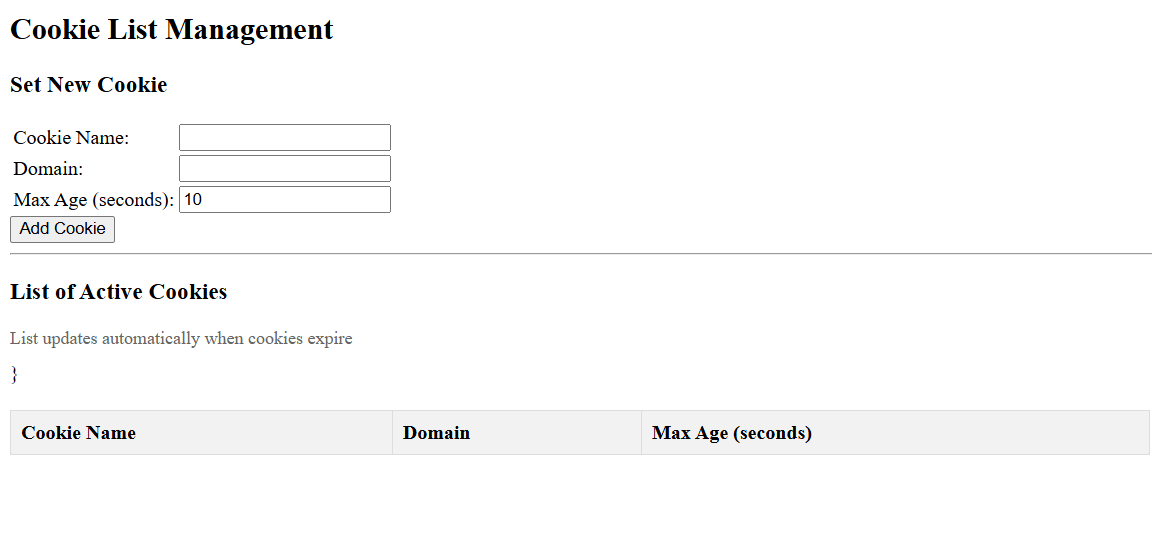 Cookie List Management
Set New Cookie
Cookie Name:
Domain:
Max Age (seconds): 10
Add Cookie
List of Active Cookies
List updates automatically when cookies expire
}
Cookie Name Domain Max Age (seconds)